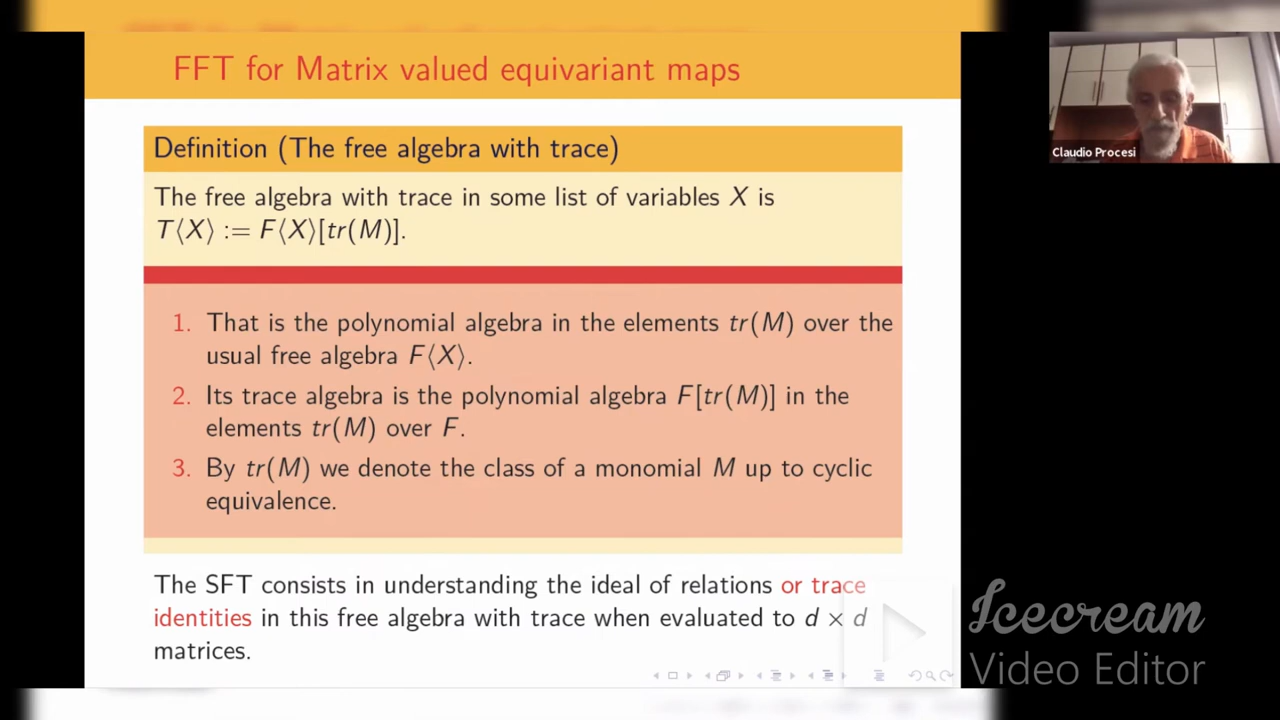 FFT for Matrix valued equivariant maps
Definition (The free algebra with trace)
The free algebra with trace in some list of variables X is
T⟨X⟩ := F⟨X⟩[tr(M)].
1. That is the polynomial algebra in the elements tr(M) over the
usual free algebra F⟨X⟩.
2. Its trace algebra is the polynomial algebra F[tr(M)] in the
elements tr(M) over F.
3. By tr(M) we denote the class of a monomial M up to cyclic
equivalence.
The SFT consists in understanding the ideal of relations or trace
identities in this free algebra with trace when evaluated to d × d
matrices.
Claudio Procesi
Icecream
Video Editor